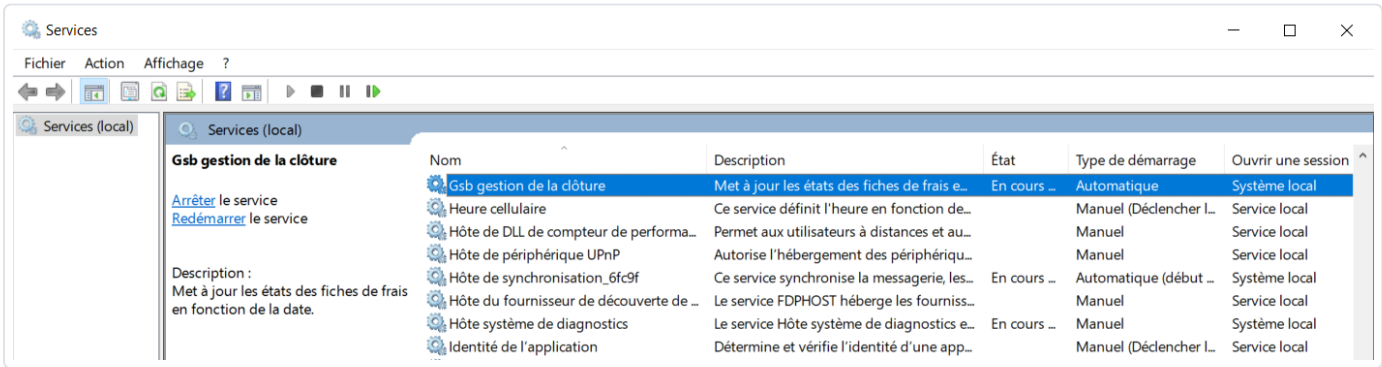 Services
Fichier Action Affichage ?
Services (local)
Services (local)
Gsb gestion de la clôture
Arrêter le service
Redémarrer le service
Description :
Met à jour les états des fiches de frais
en fonction de la date.
Nom Description État Type de démarrage Ouvrir une session
Gsb gestion de la clôture Met à jour les états des fiches de frais e... En cours ... Automatique Système local
Heure cellulaire Ce service définit l'heure en fonction de... Manuel (Déclencher l... Service local
Hôte de DLL de compteur de performa... Permet aux utilisateurs à distances et au... Manuel Service local
Hôte de périphérique UPnP Autorise l'hébergement des périphériqu... Manuel Service local
Hôte de synchronisation_6fc9f Ce service synchronise la messagerie, les... En cours ... Automatique (début ... Système local
Hôte du fournisseur de découverte de ... Le service FDPHOST héberge les fourniss... Manuel Service local
Hôte système de diagnostics Le service Hôte système de diagnostics e... En cours ... Manuel Système local
Identité de l'application Détermine et vérifie l'identité d'une app... Manuel (Déclencher l... Service local